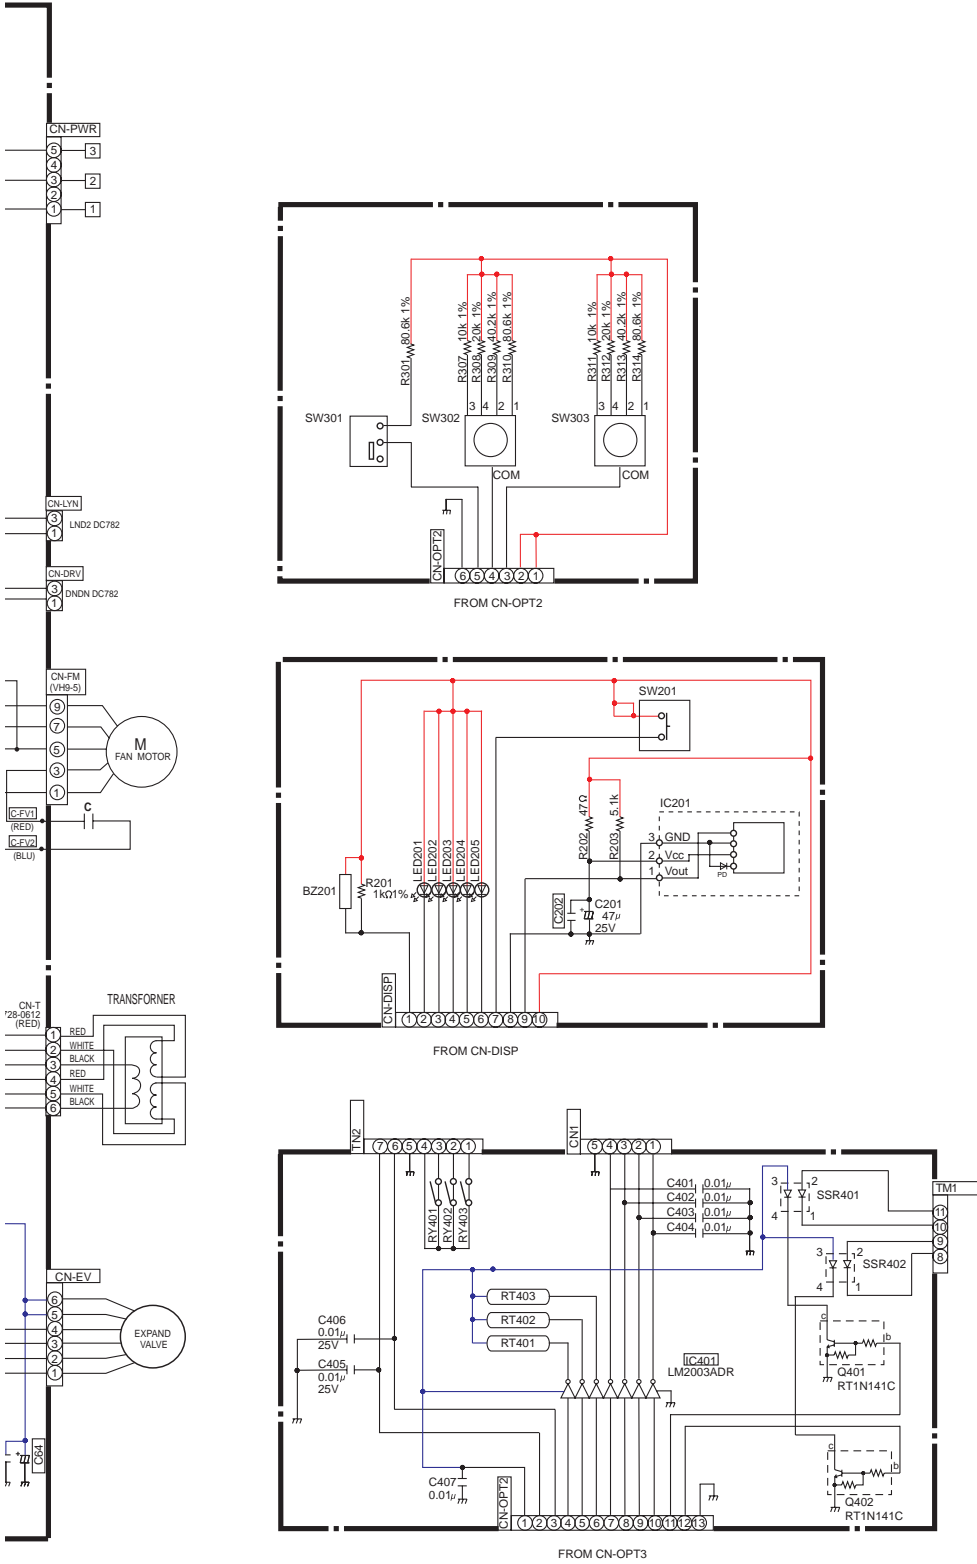 CN-PWR
5 3
4
3 2
2
1 1
80.6k 1%
10k 1%
20k 1%
40.2k 1%
80.6k 1%
10k 1%
20k 1%
40.2k 1%
80.6k 1%
R301
R307
R308
R309
R310
R311
R312
R313
R314
3 4 2 1
3 4 2 1
SW301
SW302
SW303
COM
COM
CN-OPT2
6 5 4 3 2 1
FROM CN-OPT2
CN-LYN
3
1
LND2 DC782
CN-DRV
3
1
DNDN DC782
CN-FM
(VH9-5)
9
7
5
3
1
M
FAN MOTOR
C-FV1
(RED)
C
C-FV2
(BLU)
SW201
47Ω
5.1k
R202
R203
IC201
3 GND
2 Vcc
1 Vout
PD
LED201
LED202
LED203
LED204
LED205
BZ201
R201
1kΩ1%
C202
C201
+
47μ
25V
CN-DISP
1 2 3 4 5 6 7 8 9 10
FROM CN-DISP
CN-T
728-0612
(RED)
TRANSFORNER
1 RED
2 WHITE
3 BLACK
4 RED
5 WHITE
6 BLACK
TN2
7 6 5 4 3 2 1
CN1
5 4 3 2 1
RY401
RY402
RY403
C401 0.01μ
C402 0.01μ
C403 0.01μ
C404 0.01μ
3 2
4 1
SSR401
3 2
4 1
SSR402
TM1
11
10
9
8
CN-EV
6
5
4
3
2
1
EXPAND
VALVE
RT403
RT402
RT401
C406
0.01μ
25V
C405
0.01μ
25V
IC401
LM2003ADR
c
b
Q401
RT1N141C
c
b
Q402
RT1N141C
+
C64
C407
0.01μ
CN-OPT2
1 2 3 4 5 6 7 8 9 10 11 12 13
FROM CN-OPT3